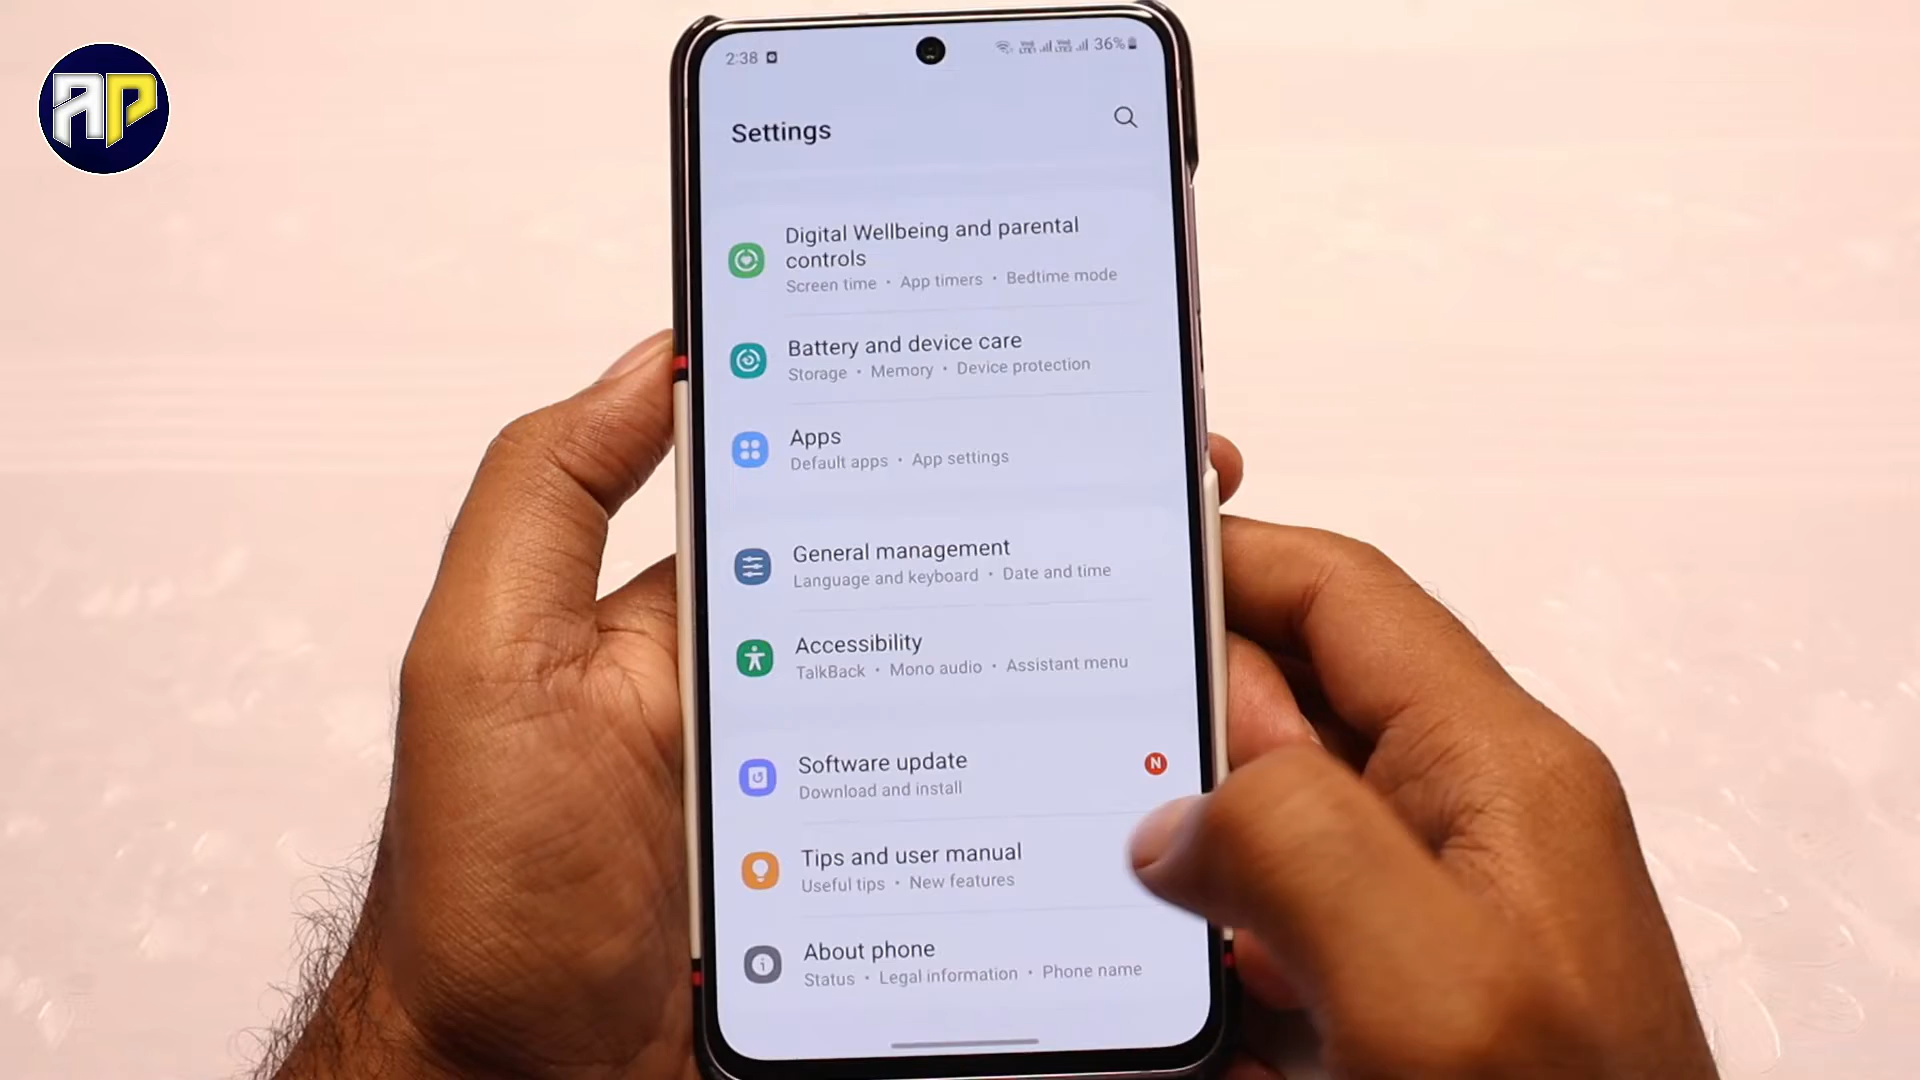 AP
2:38
36%
Settings
Digital Wellbeing and parental
controls
Screen time • App timers • Bedtime mode
Battery and device care
Storage • Memory • Device protection
Apps
Default apps • App settings
General management
Language and keyboard • Date and time
Accessibility
TalkBack • Mono audio • Assistant menu
Software update
N
Download and install
Tips and user manual
Useful tips • New features
About phone
Status • Legal information • Phone name